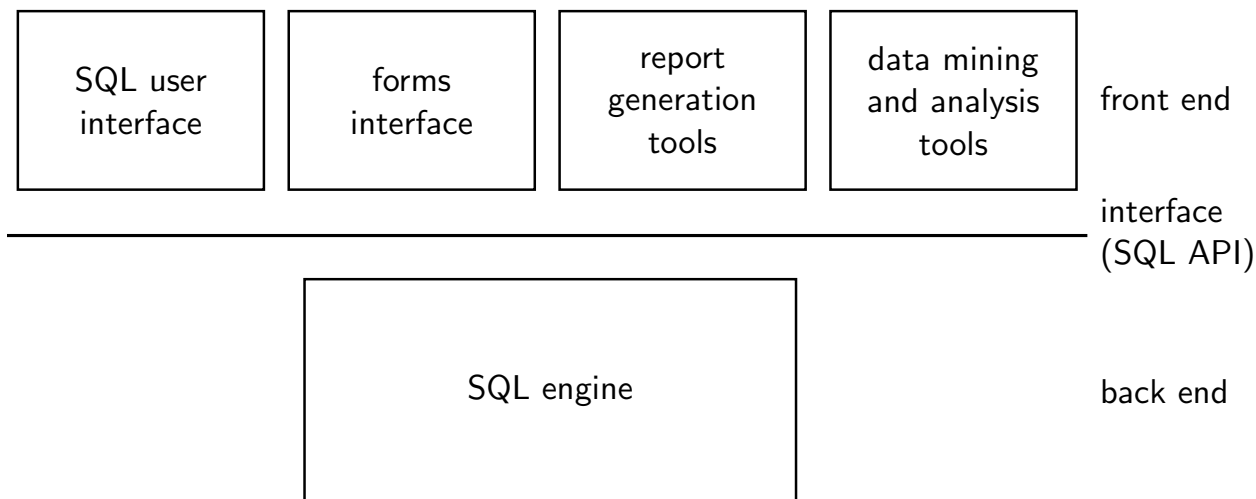 SQL user
interface
forms
interface
report
generation
tools
data mining
and analysis
tools
front end
interface
(SQL API)
SQL engine
back end